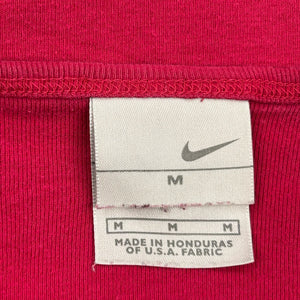 M
M M M
MADE IN HONDURAS
OF U.S.A. FABRIC